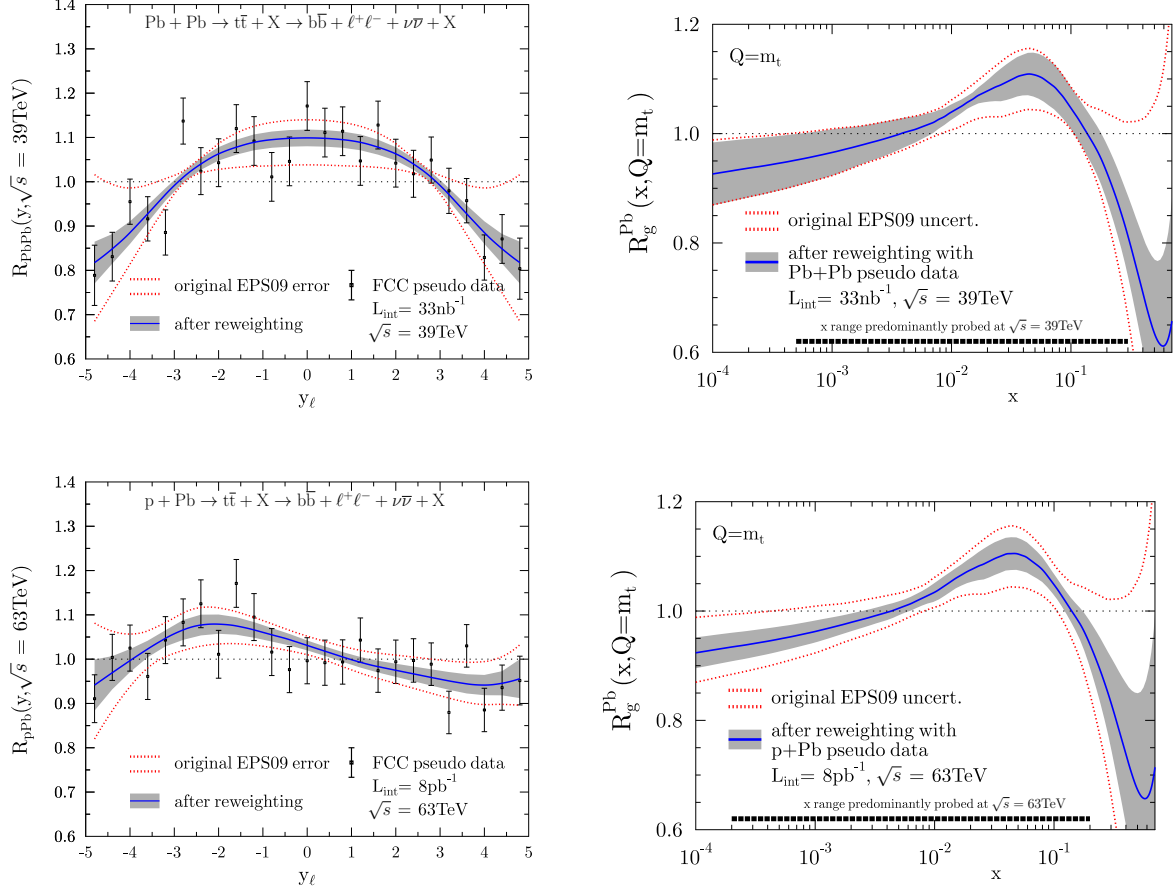 Pb + Pb → tt̅ + X → bb̅ + ℓ⁺ℓ⁻ + νν̅ + X
R_PbPb(y,√s = 39TeV)
1.4
1.3
1.2
1.1
1.0
0.9
0.8
0.7
0.6
original EPS09 error
after reweighting
FCC pseudo data
L_int= 33nb⁻¹
√s = 39TeV
-5 -4 -3 -2 -1 0 1 2 3 4 5
y_ℓ
Q=m_t
R_g^Pb (x,Q=m_t)
1.2
1.0
0.8
0.6
original EPS09 uncert.
after reweighting with
Pb+Pb pseudo data
L_int= 33nb⁻¹, √s = 39TeV
x range predominantly probed at √s = 39TeV
10⁻⁴ 10⁻³ 10⁻² 10⁻¹
x
p + Pb → tt̅ + X → bb̅ + ℓ⁺ℓ⁻ + νν̅ + X
R_pPb(y,√s = 63TeV)
1.4
1.3
1.2
1.1
1.0
0.9
0.8
0.7
0.6
original EPS09 error
after reweighting
FCC pseudo data
L_int= 8pb⁻¹
√s = 63TeV
-5 -4 -3 -2 -1 0 1 2 3 4 5
y_ℓ
Q=m_t
R_g^Pb (x,Q=m_t)
1.2
1.0
0.8
0.6
original EPS09 uncert.
after reweighting with
p+Pb pseudo data
L_int= 8pb⁻¹, √s = 63TeV
x range predominantly probed at √s = 63TeV
10⁻⁴ 10⁻³ 10⁻² 10⁻¹
x